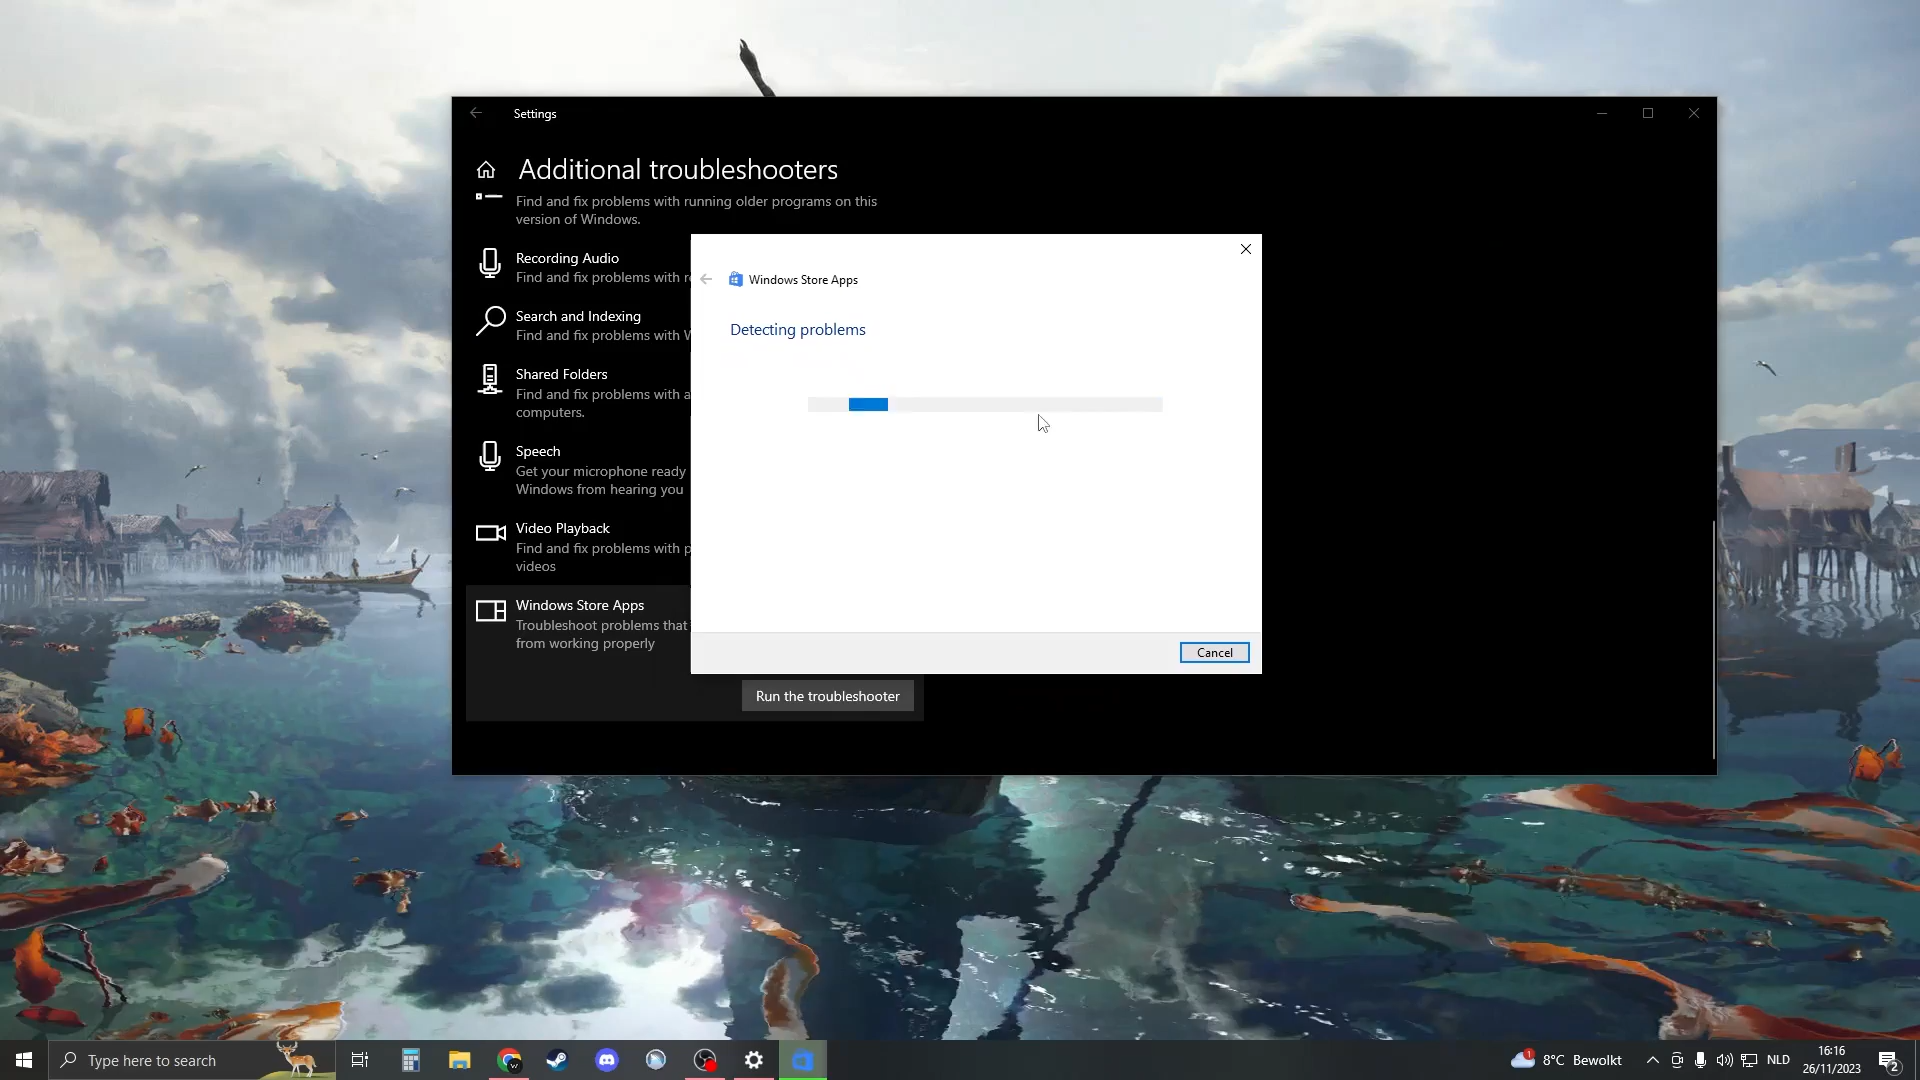 Settings
Additional troubleshooters
Find and fix problems with running older programs on this
version of Windows.
Recording Audio
Find and fix problems with
Search and Indexing
Find and fix problems with
Shared Folders
Find and fix problems with
computers.
Speech
Get your microphone ready
Windows from hearing you
Video Playback
Find and fix problems with
videos
Windows Store Apps
Troubleshoot problems that
from working properly
Run the troubleshooter
Windows Store Apps
Detecting problems
Cancel
Type here to search
1
8°C Bewolkt
NLD
16:16
26/11/2023
2